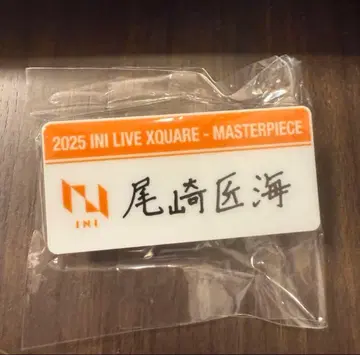 2025 INI LIVE XQUARE - MASTERPIECE
尾崎匠海
INI